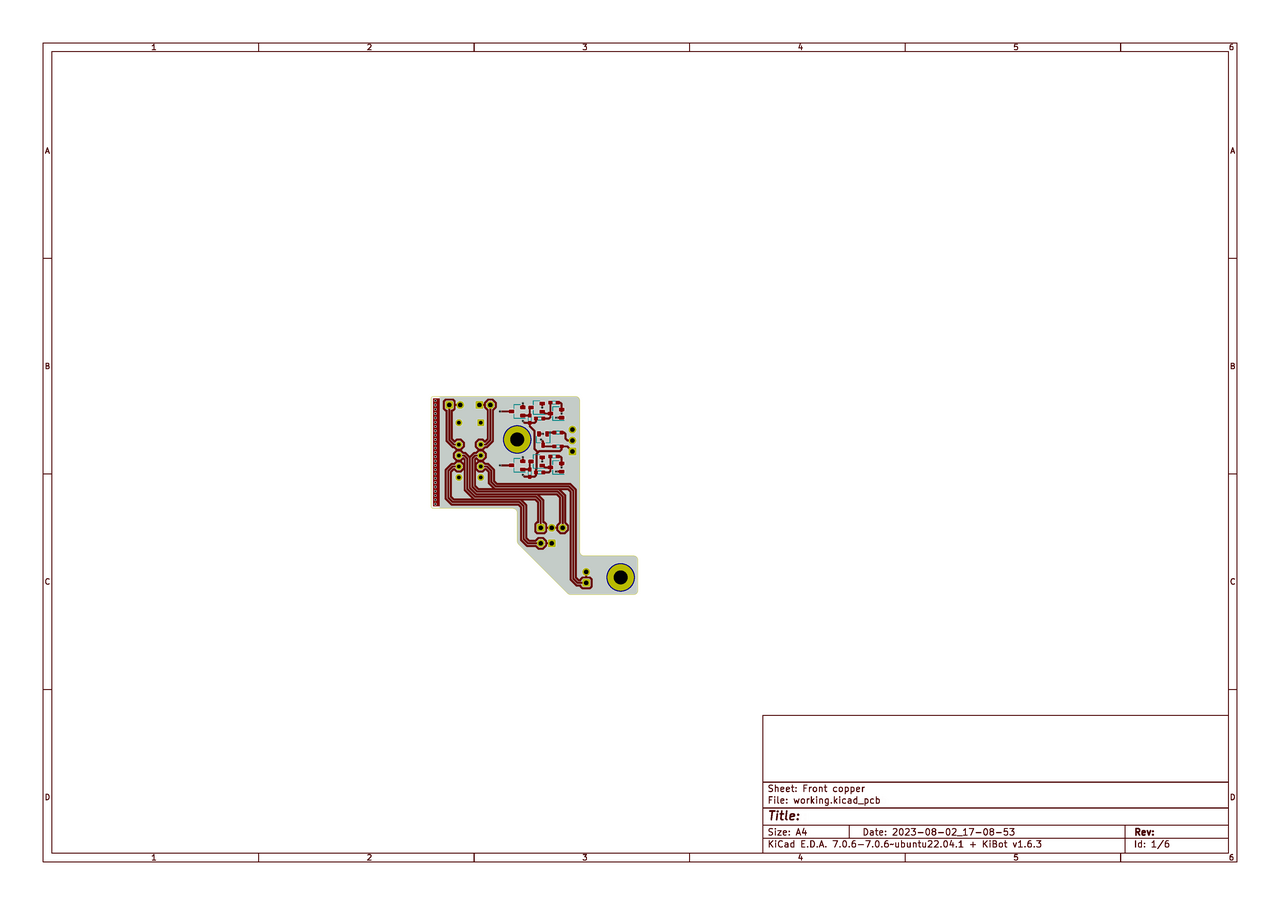 1 2 3 4 5 6
A A
B B
C C
D D
Sheet: Front copper
File: working.kicad_pcb
Title:
Size: A4 Date: 2023-08-02_17-08-53 Rev:
KiCad E.D.A. 7.0.6-7.0.6~ubuntu22.04.1 + KiBot v1.6.3 Id: 1/6
1 2 3 4 5 6